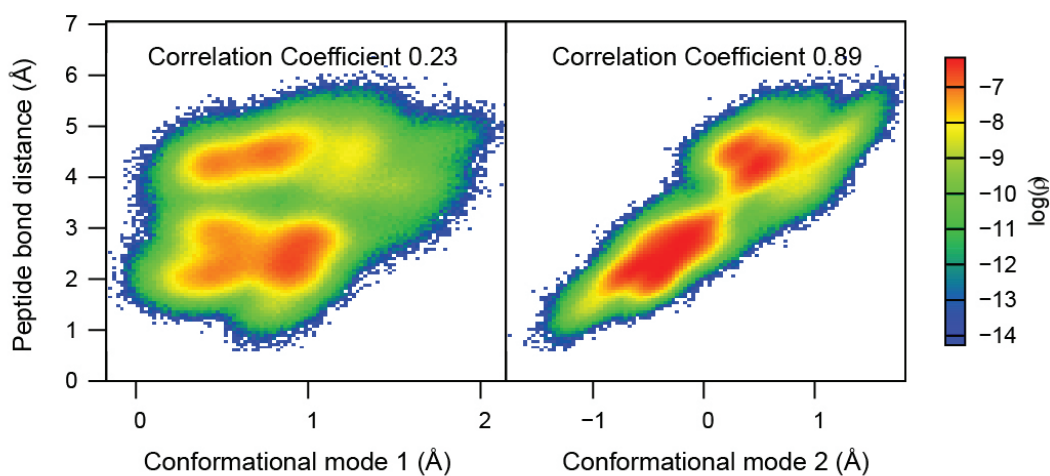 Correlation Coefficient 0.23
Correlation Coefficient 0.89
Peptide bond distance (Å)
7
6
5
4
3
2
1
0
0 1 2
−1 0 1
Conformational mode 1 (Å)
Conformational mode 2 (Å)
−7
−8
−9
−10
−11
−12
−13
−14
log(ρ)